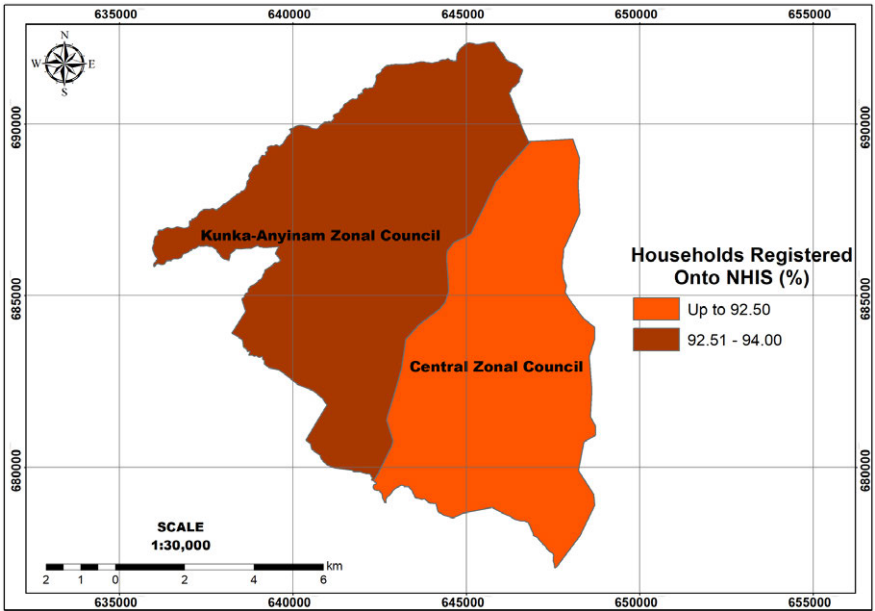 635000 640000 645000 650000 655000
N
W E
S
690000 690000
Kunka-Anyinam Zonal Council
Households Registered
Onto NHIS (%)
685000 685000
Up to 92.50
92.51 - 94.00
Central Zonal Council
680000 680000
SCALE
1:30,000
km
2 1 0 2 4 6
635000 640000 645000 650000 655000